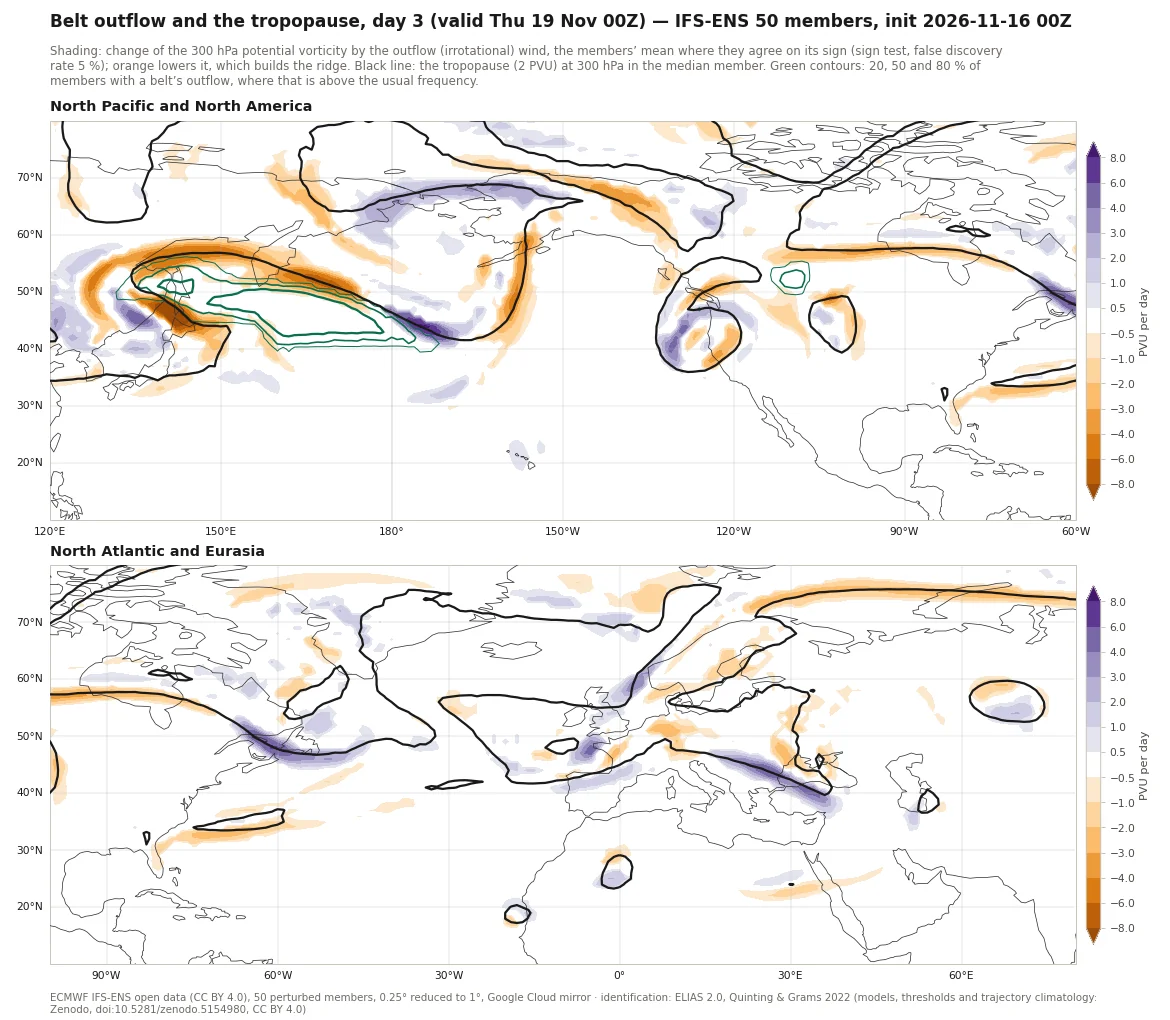 Belt outflow and the tropopause, day 3 (valid Thu 19 Nov 00Z) — IFS-ENS 50 members, init 2026-11-16 00Z
Shading: change of the 300 hPa potential vorticity by the outflow (irrotational) wind, the members’ mean where they agree on its sign (sign test, false discovery
rate 5 %); orange lowers it, which builds the ridge. Black line: the tropopause (2 PVU) at 300 hPa in the median member. Green contours: 20, 50 and 80 % of
members with a belt’s outflow, where that is above the usual frequency.
North Pacific and North America
70°N
60°N
50°N
40°N
30°N
20°N
120°E 150°E 180° 150°W 120°W 90°W 60°W
8.0
6.0
4.0
3.0
2.0
1.0
0.5
−0.5
−1.0
−2.0
−3.0
−4.0
−6.0
−8.0
PVU per day
North Atlantic and Eurasia
70°N
60°N
50°N
40°N
30°N
20°N
90°W 60°W 30°W 0° 30°E 60°E
8.0
6.0
4.0
3.0
2.0
1.0
0.5
−0.5
−1.0
−2.0
−3.0
−4.0
−6.0
−8.0
PVU per day
ECMWF IFS-ENS open data (CC BY 4.0), 50 perturbed members, 0.25° reduced to 1°, Google Cloud mirror · identification: ELIAS 2.0, Quinting & Grams 2022 (models, thresholds and trajectory climatology:
Zenodo, doi:10.5281/zenodo.5154980, CC BY 4.0)